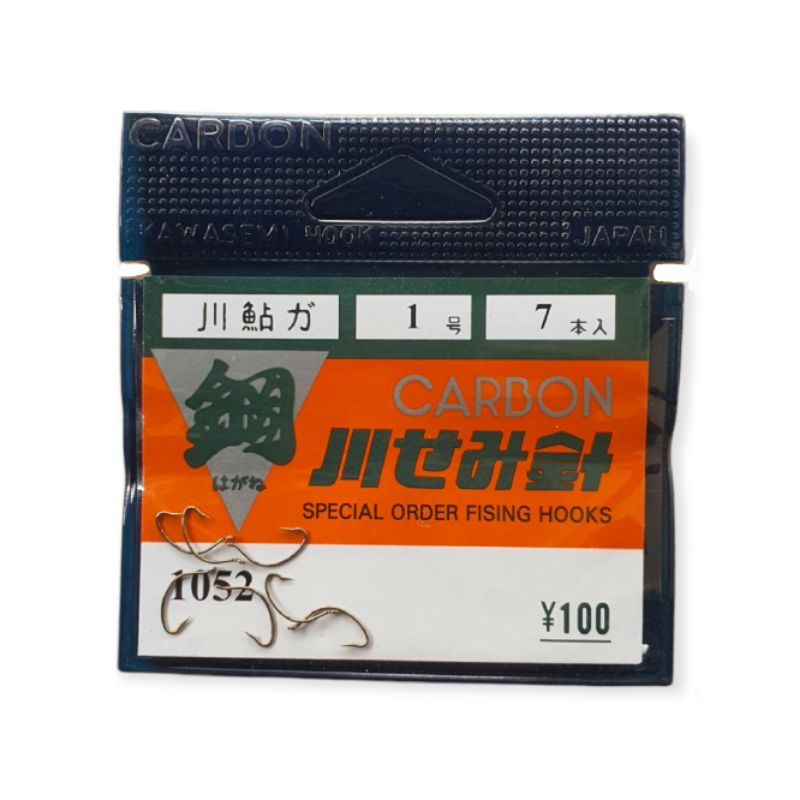 CARBON
KAWASEMI HOOK JAPAN
川鮎ガ 1号 7本入
鋼 CARBON
はがね 川せみ針
SPECIAL ORDER FISING HOOKS
1052
¥100